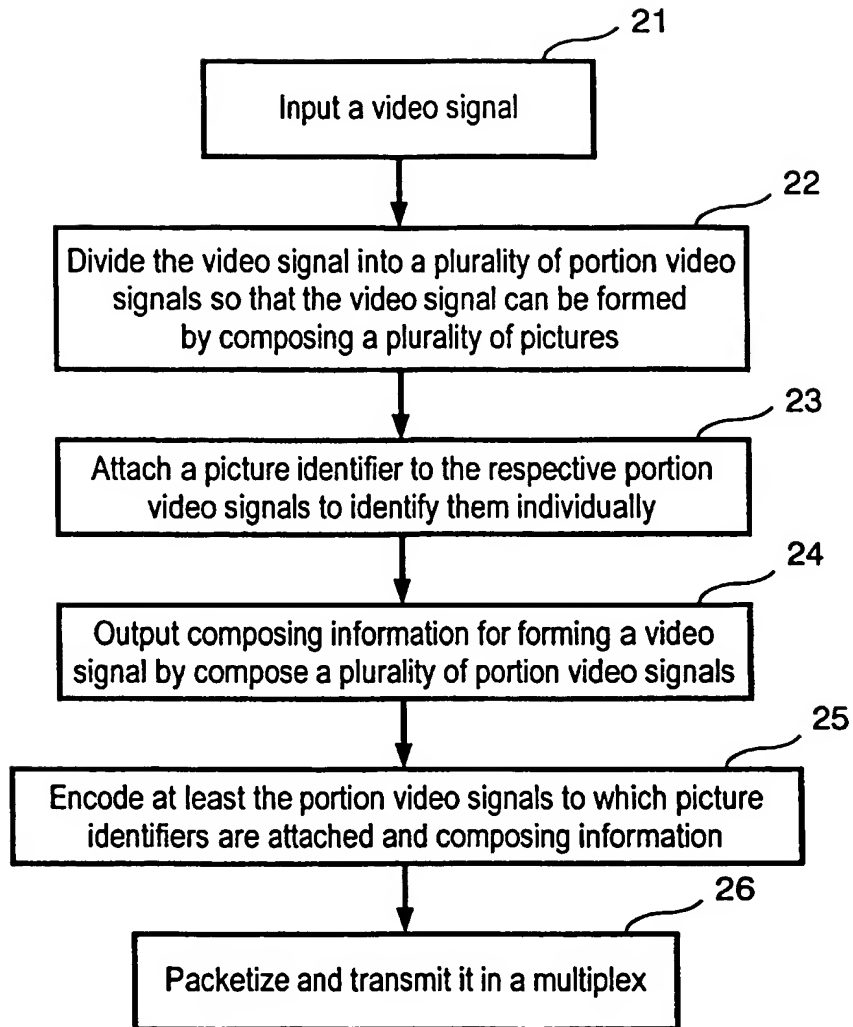 21
Input a video signal
22
Divide the video signal into a plurality of portion video
signals so that the video signal can be formed
by composing a plurality of pictures
23
Attach a picture identifier to the respective portion
video signals to identify them individually
24
Output composing information for forming a video
signal by compose a plurality of portion video signals
25
Encode at least the portion video signals to which picture
identifiers are attached and composing information
26
Packetize and transmit it in a multiplex